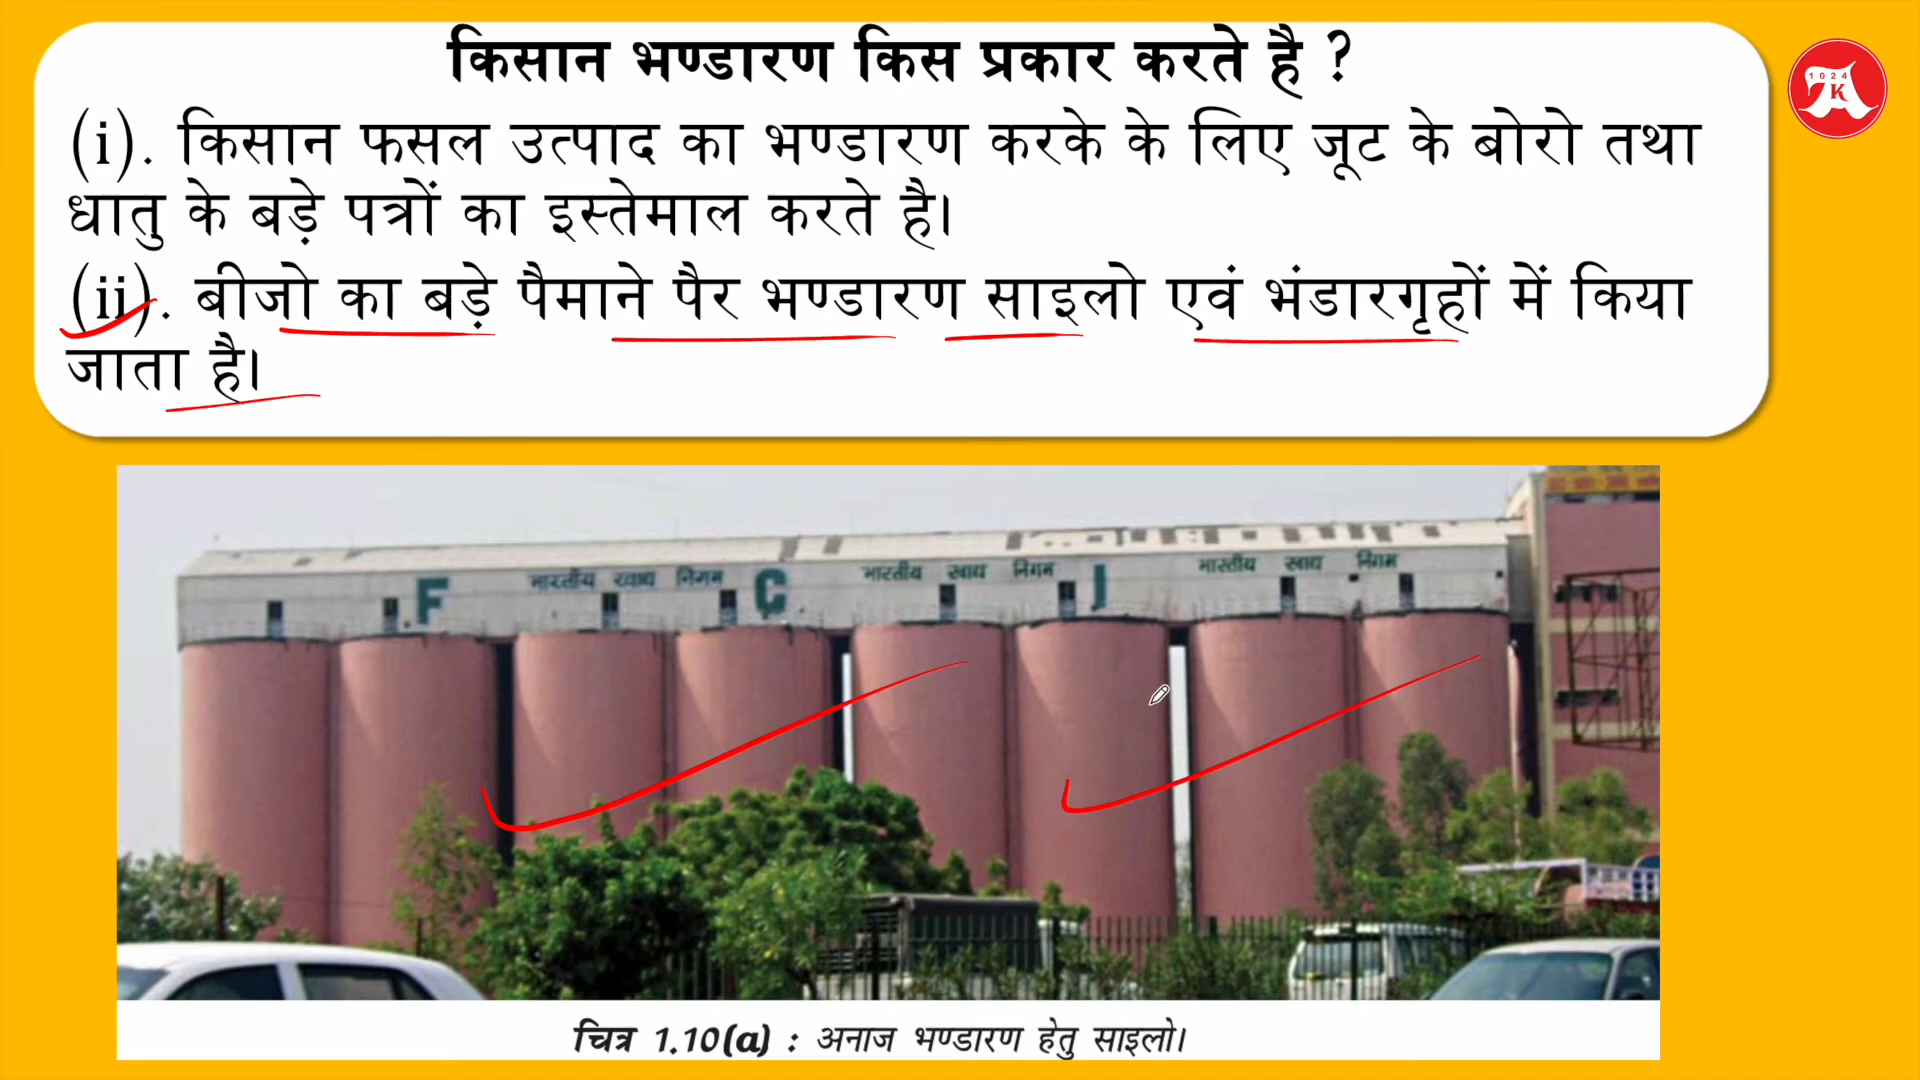 किसान भण्डारण किस प्रकार करते है ?
(i). किसान फसल उत्पाद का भण्डारण करके के लिए जूट के बोरो तथा
धातु के बड़े पत्रों का इस्तेमाल करते है।
(ii). बीजो का बड़े पैमाने पैर भण्डारण साइलो एवं भंडारगृहों में किया
जाता है।
1024
K
F भारतीय खाद्य निगम C भारतीय खाद्य निगम I भारतीय खाद्य निगम
चित्र 1.10(a) : अनाज भण्डारण हेतु साइलो।